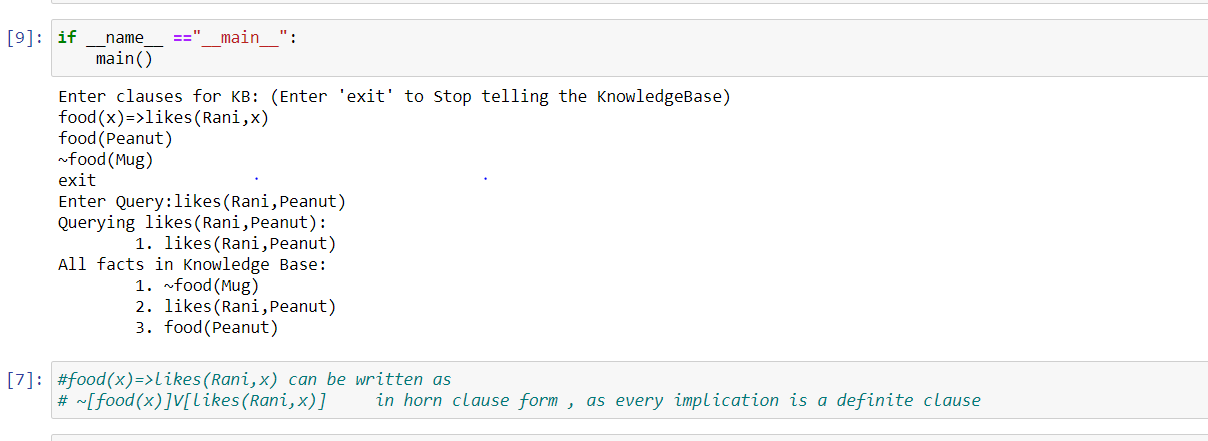 [9]: if __name__ =="__main__":
main()
Enter clauses for KB: (Enter 'exit' to Stop telling the KnowledgeBase)
food(x)=>likes(Rani,x)
food(Peanut)
~food(Mug)
exit
Enter Query:likes(Rani,Peanut)
Querying likes(Rani,Peanut):
1. likes(Rani,Peanut)
All facts in Knowledge Base:
1. ~food(Mug)
2. likes(Rani,Peanut)
3. food(Peanut)
[7]: #food(x)=>likes(Rani,x) can be written as
# ~[food(x)]V[likes(Rani,x)] in horn clause form , as every implication is a definite clause